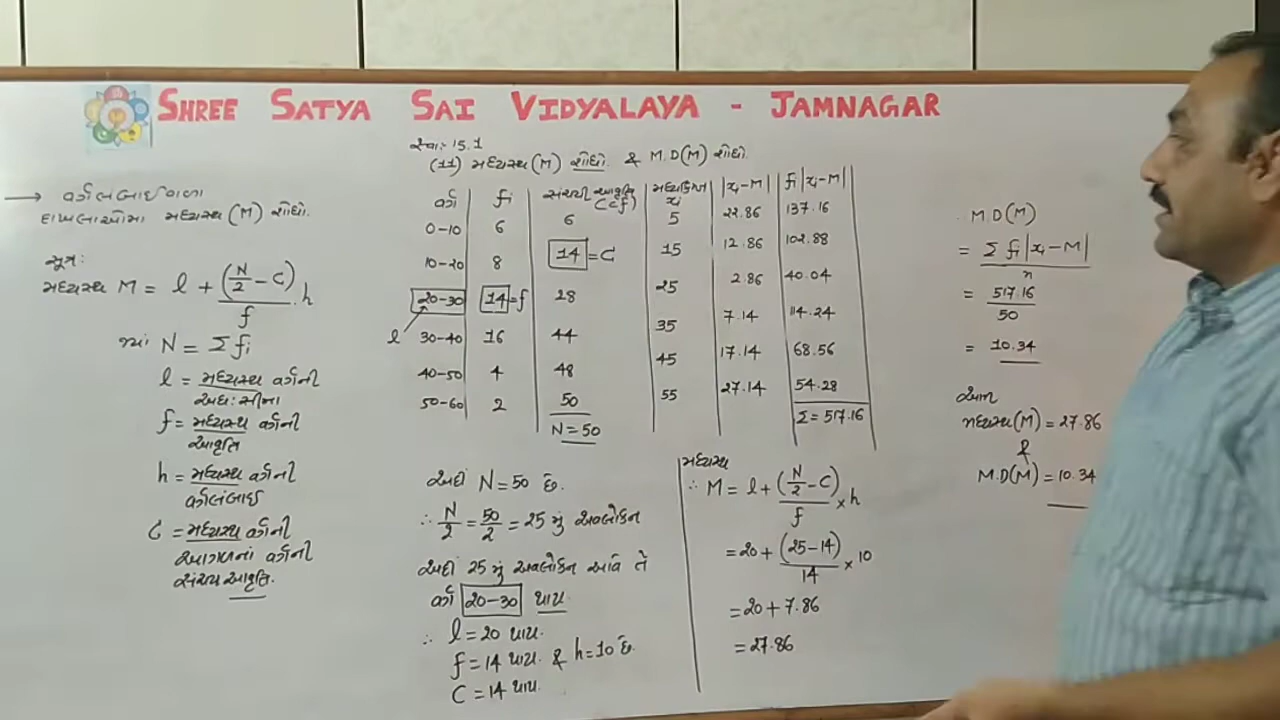 SHREE SATYA SAI VIDYALAYA - JAMNAGAR
સ્વા: 15.1
(11) મધ્યસ્થ (M) શોધો. & M.D(M) શોધો.
→ વર્ગલંબાઈવાળા
દાખલાઓમા મધ્યસ્થ (M) શોધો.
સૂત્ર:
મધ્યસ્થ M = l + (N/2 - C)/f . h
જ્યાં N = Σfi
l = મધ્યસ્થ વર્ગની
અધ:સીમા
f = મધ્યસ્થ વર્ગની
આવૃતિ
h = મધ્યસ્થ વર્ગની
વર્ગલંબાઇ
C = મધ્યસ્થ વર્ગની
આગળનાં વર્ગની
સંચયી આવૃતિ.
વર્ગ fi સંચયી આવૃતિ (cf) મધ્યકિંમત xi |xi-M| fi|xi-M|
0-10 6 6 5 22.86 137.16
10-20 8 14 = C 15 12.86 102.88
20-30 14 = f 28 25 2.86 40.04
l 30-40 16 44 35 7.14 114.24
40-50 4 48 45 17.14 68.56
50-60 2 50 55 27.14 54.28
N = 50 Σ = 517.16
અહીં N = 50 છે.
∴ N/2 = 50/2 = 25 મું અવલોકન
અહીં 25 મું અવલોકન આવે તે
વર્ગ 20-30 થાય.
∴ l = 20 થાય.
f = 14 થાય. & h = 10 છે.
C = 14 થાય.
મધ્યસ્થ
∴ M = l + (N/2 - C)/f × h
= 20 + (25-14)/14 × 10
= 20 + 7.86
= 27.86
M.D(M)
= Σ fi|xi-M|/n
= 517.16/50
= 10.34
આમ
મધ્યસ્થ (M) = 27.86
&
M.D(M) = 10.34